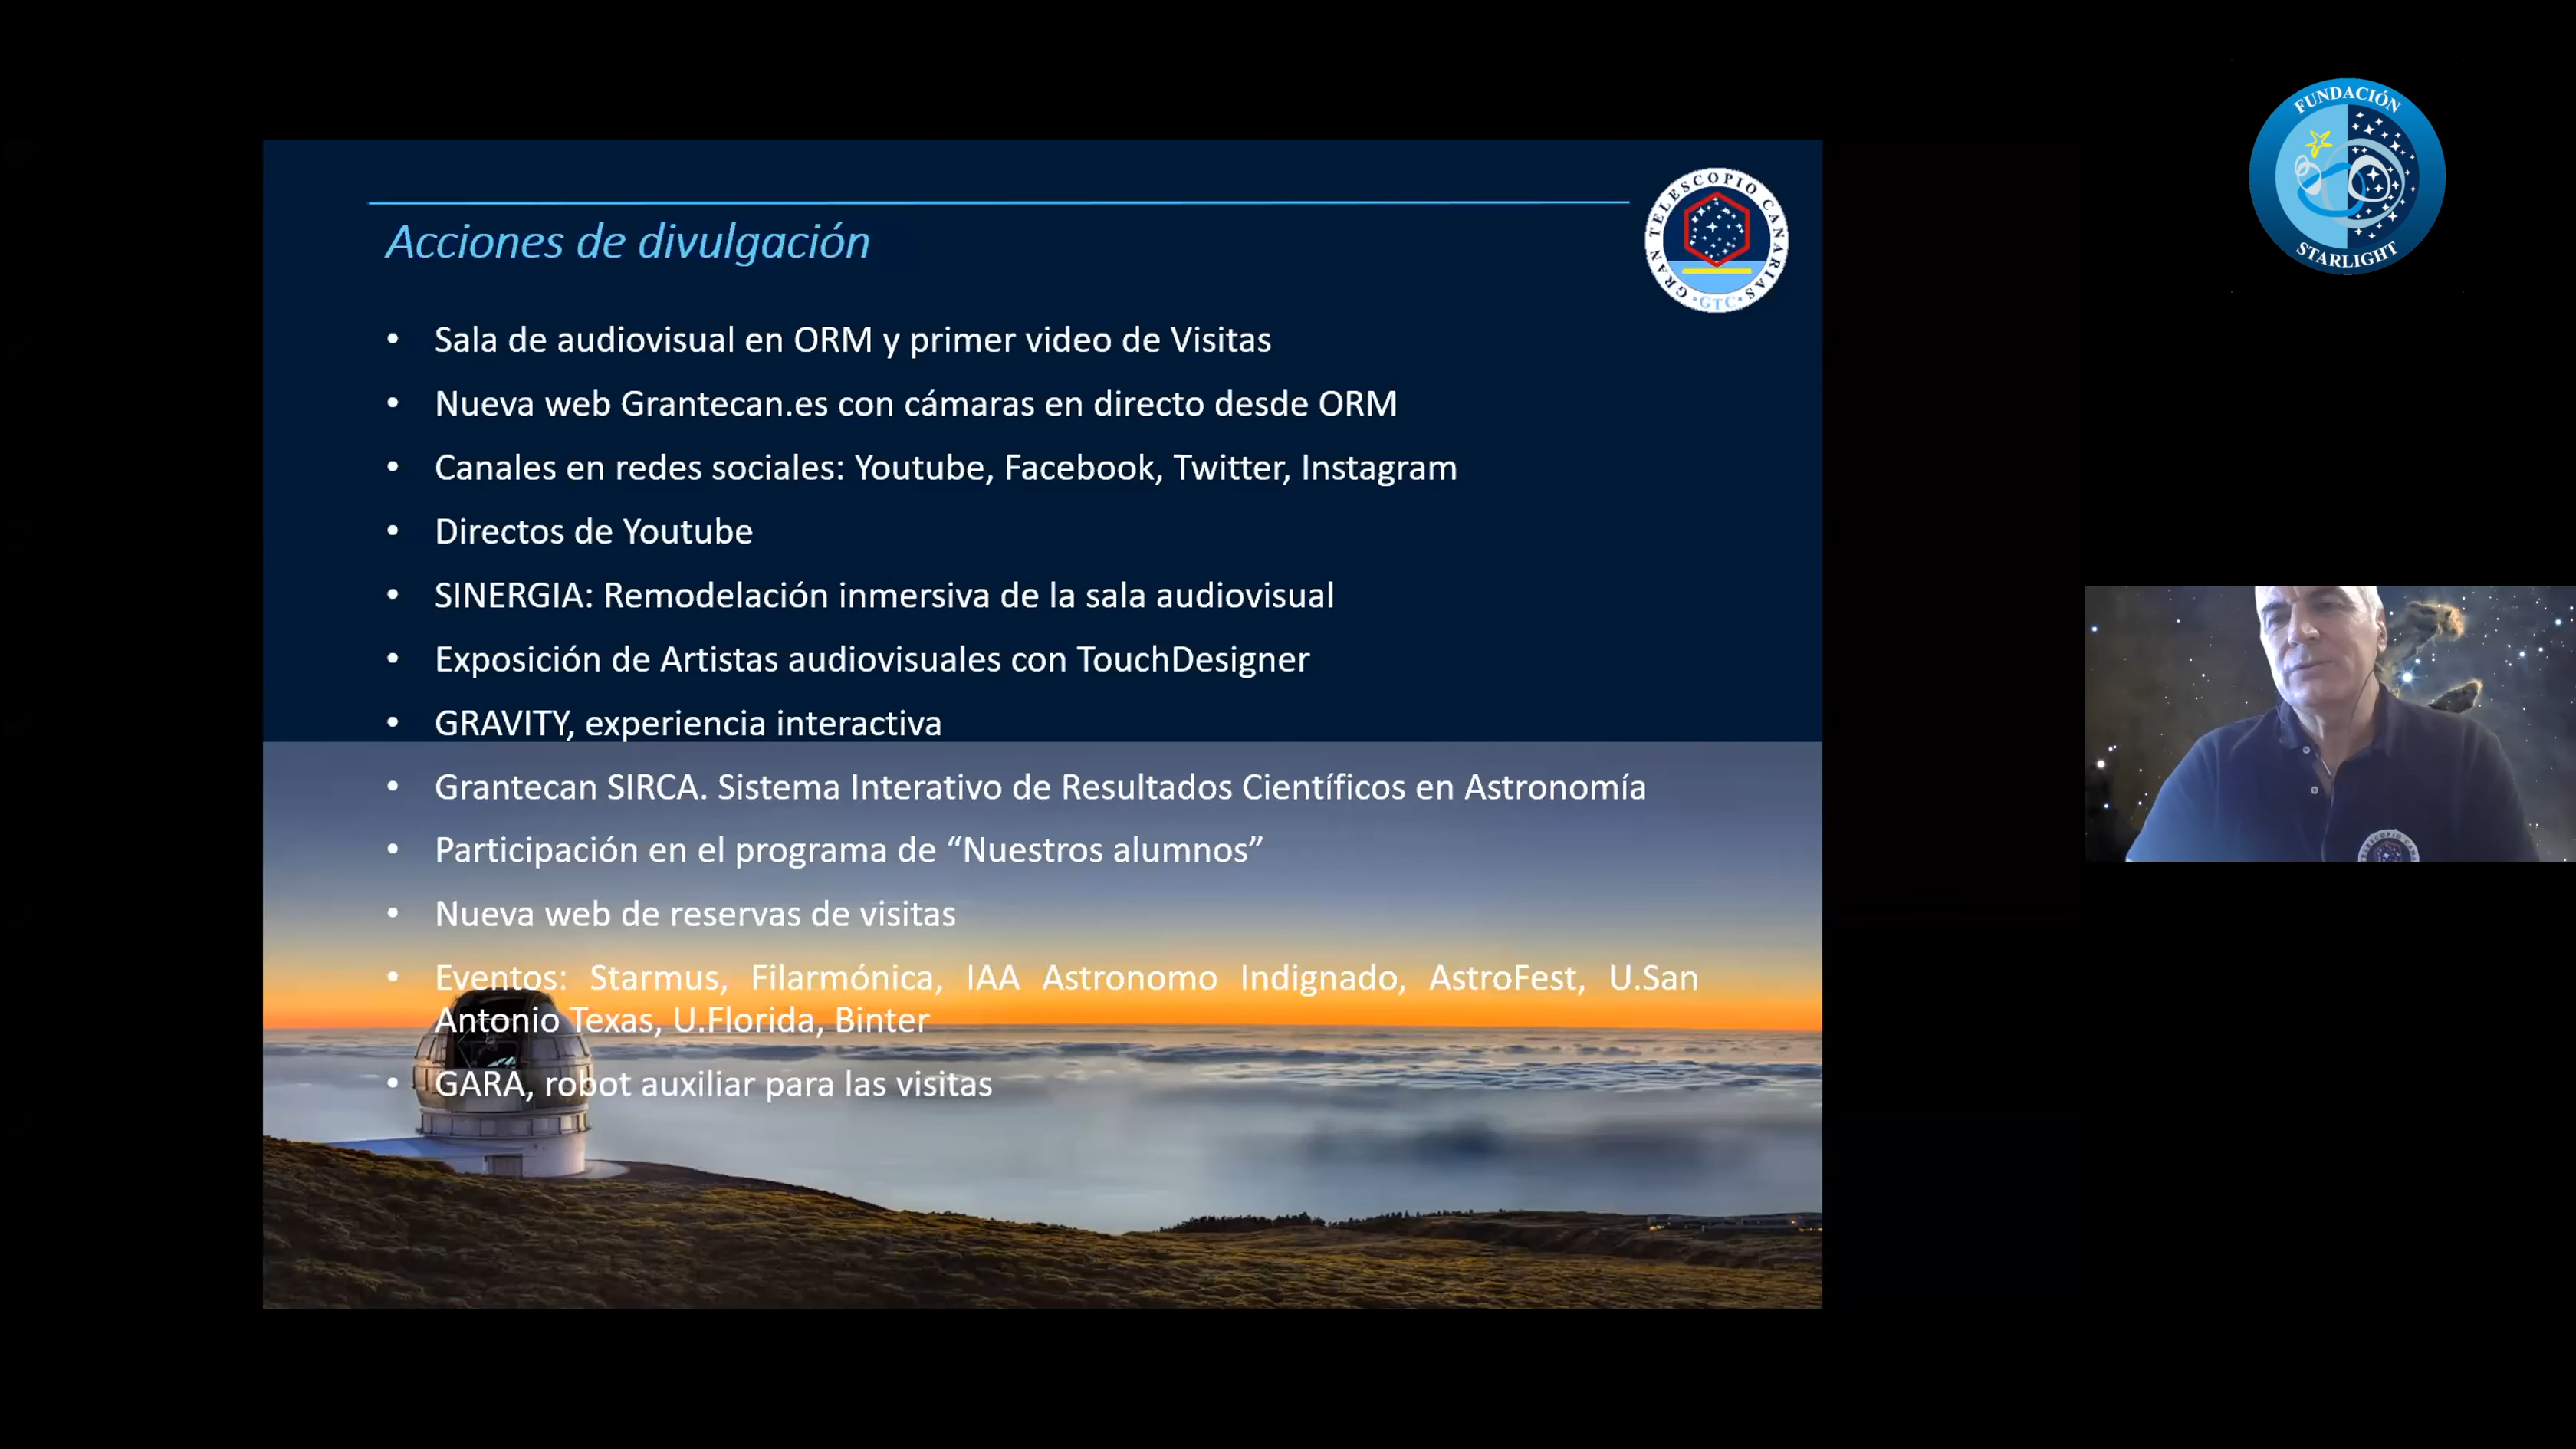 Acciones de divulgación
GRAN TELESCOPIO CANARIAS
•GTC•
FUNDACIÓN
STARLIGHT
• Sala de audiovisual en ORM y primer video de Visitas
• Nueva web Grantecan.es con cámaras en directo desde ORM
• Canales en redes sociales: Youtube, Facebook, Twitter, Instagram
• Directos de Youtube
• SINERGIA: Remodelación inmersiva de la sala audiovisual
• Exposición de Artistas audiovisuales con TouchDesigner
• GRAVITY, experiencia interactiva
• Grantecan SIRCA. Sistema Interativo de Resultados Científicos en Astronomía
• Participación en el programa de “Nuestros alumnos”
• Nueva web de reservas de visitas
• Eventos: Starmus, Filarmónica, IAA Astronomo Indignado, AstroFest, U.San
Antonio Texas, U.Florida, Binter
• GARA, robot auxiliar para las visitas